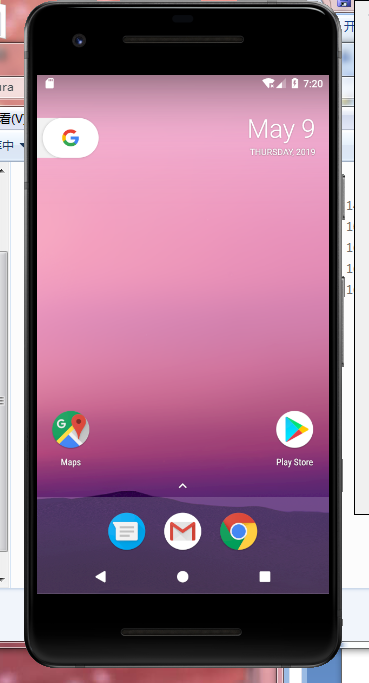 7:20
May 9
THURSDAY 2019
G
Maps
Play Store
看(V)
中
ura
开